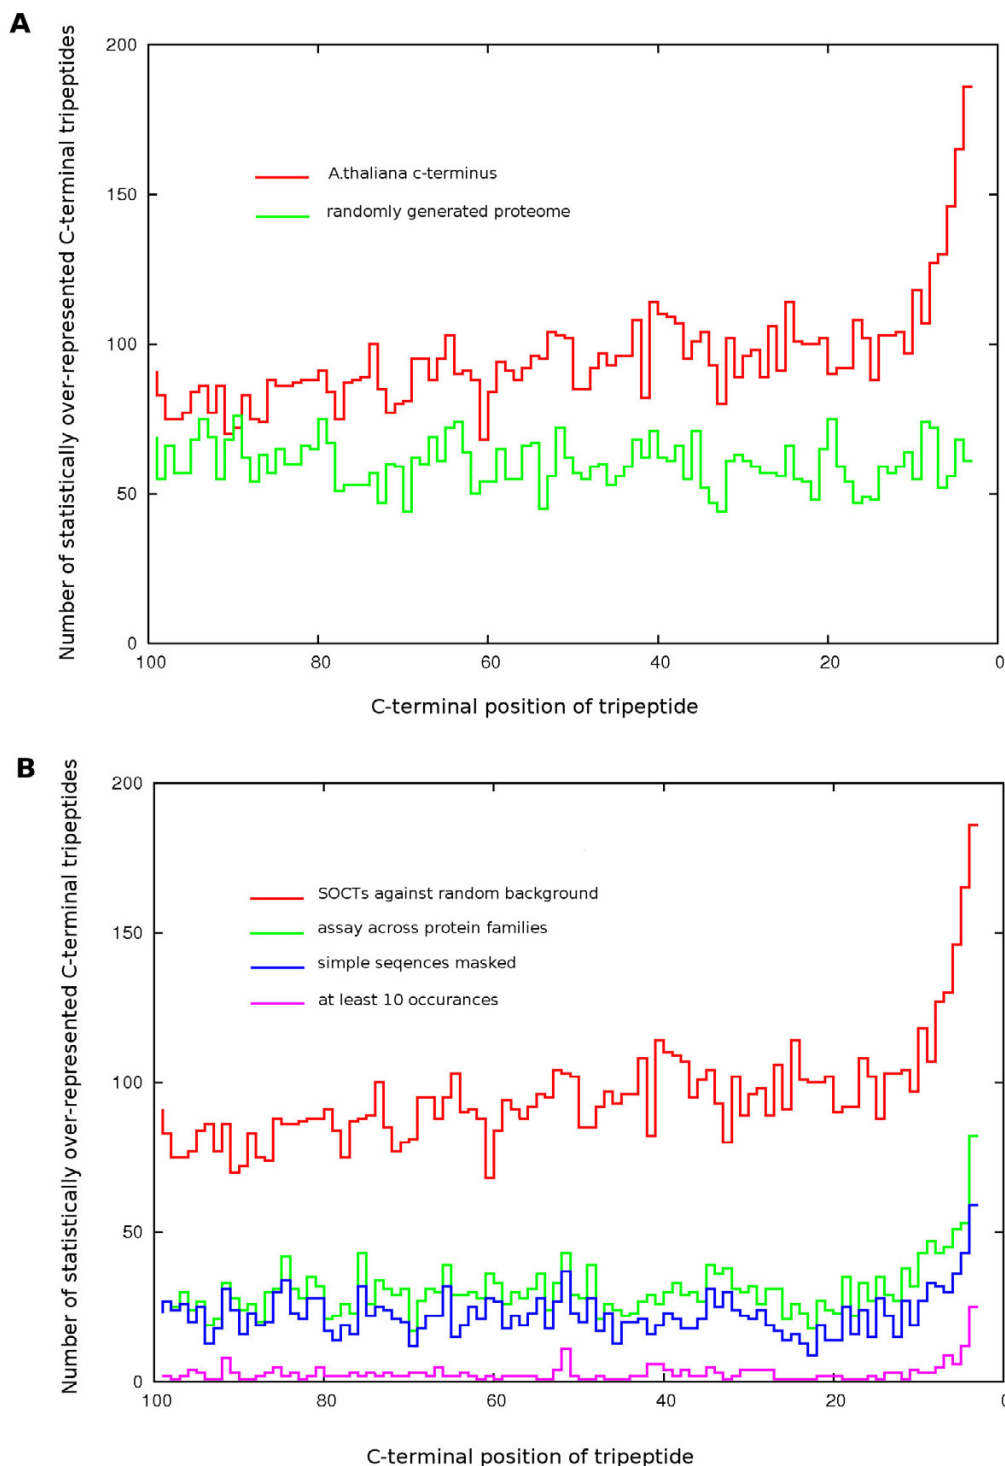 A
Number of statistically over-represented C-terminal tripeptides
200
150
100
50
0
A.thaliana c-terminus
randomly generated proteome
100 80 60 40 20 0
C-terminal position of tripeptide
B
Number of statistically over-represented C-terminal tripeptides
200
150
100
50
0
SOCTs against random background
assay across protein families
simple seqences masked
at least 10 occurances
100 80 60 40 20 0
C-terminal position of tripeptide